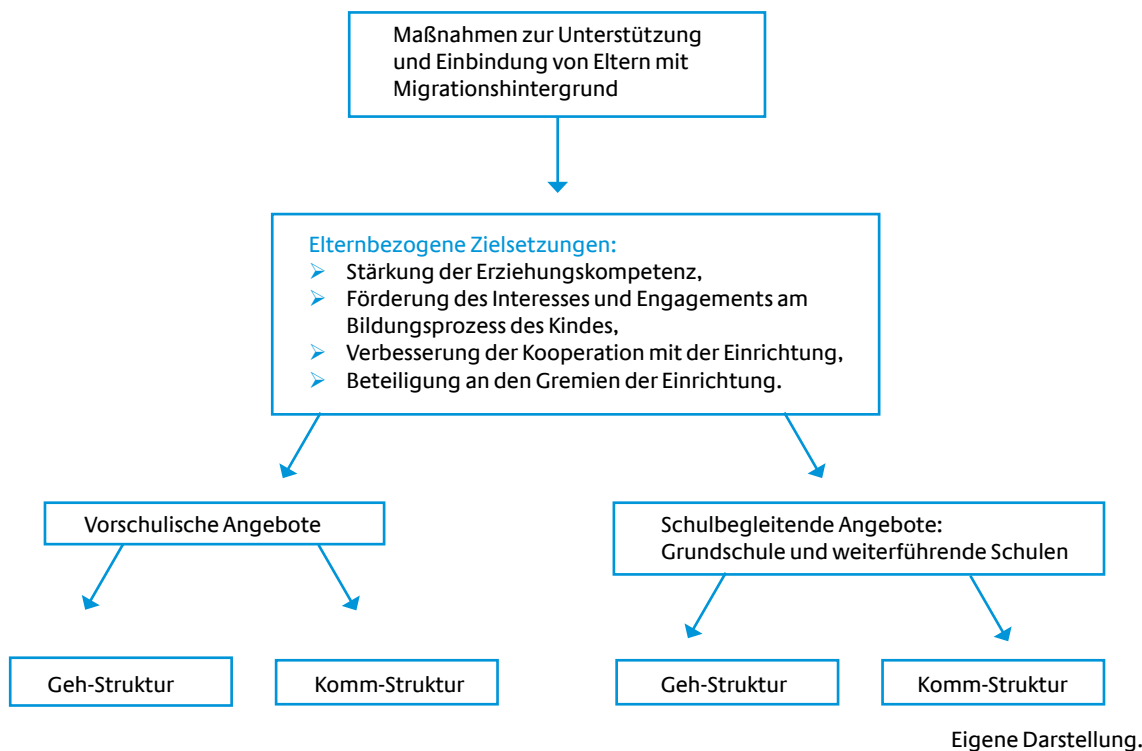 Maßnahmen zur Unterstützung
und Einbindung von Eltern mit
Migrationshintergrund
Elternbezogene Zielsetzungen:
➢ Stärkung der Erziehungskompetenz,
➢ Förderung des Interesses und Engagements am
Bildungsprozess des Kindes,
➢ Verbesserung der Kooperation mit der Einrichtung,
➢ Beteiligung an den Gremien der Einrichtung.
Vorschulische Angebote
Schulbegleitende Angebote:
Grundschule und weiterführende Schulen
Geh-Struktur
Komm-Struktur
Geh-Struktur
Komm-Struktur
Eigene Darstellung.